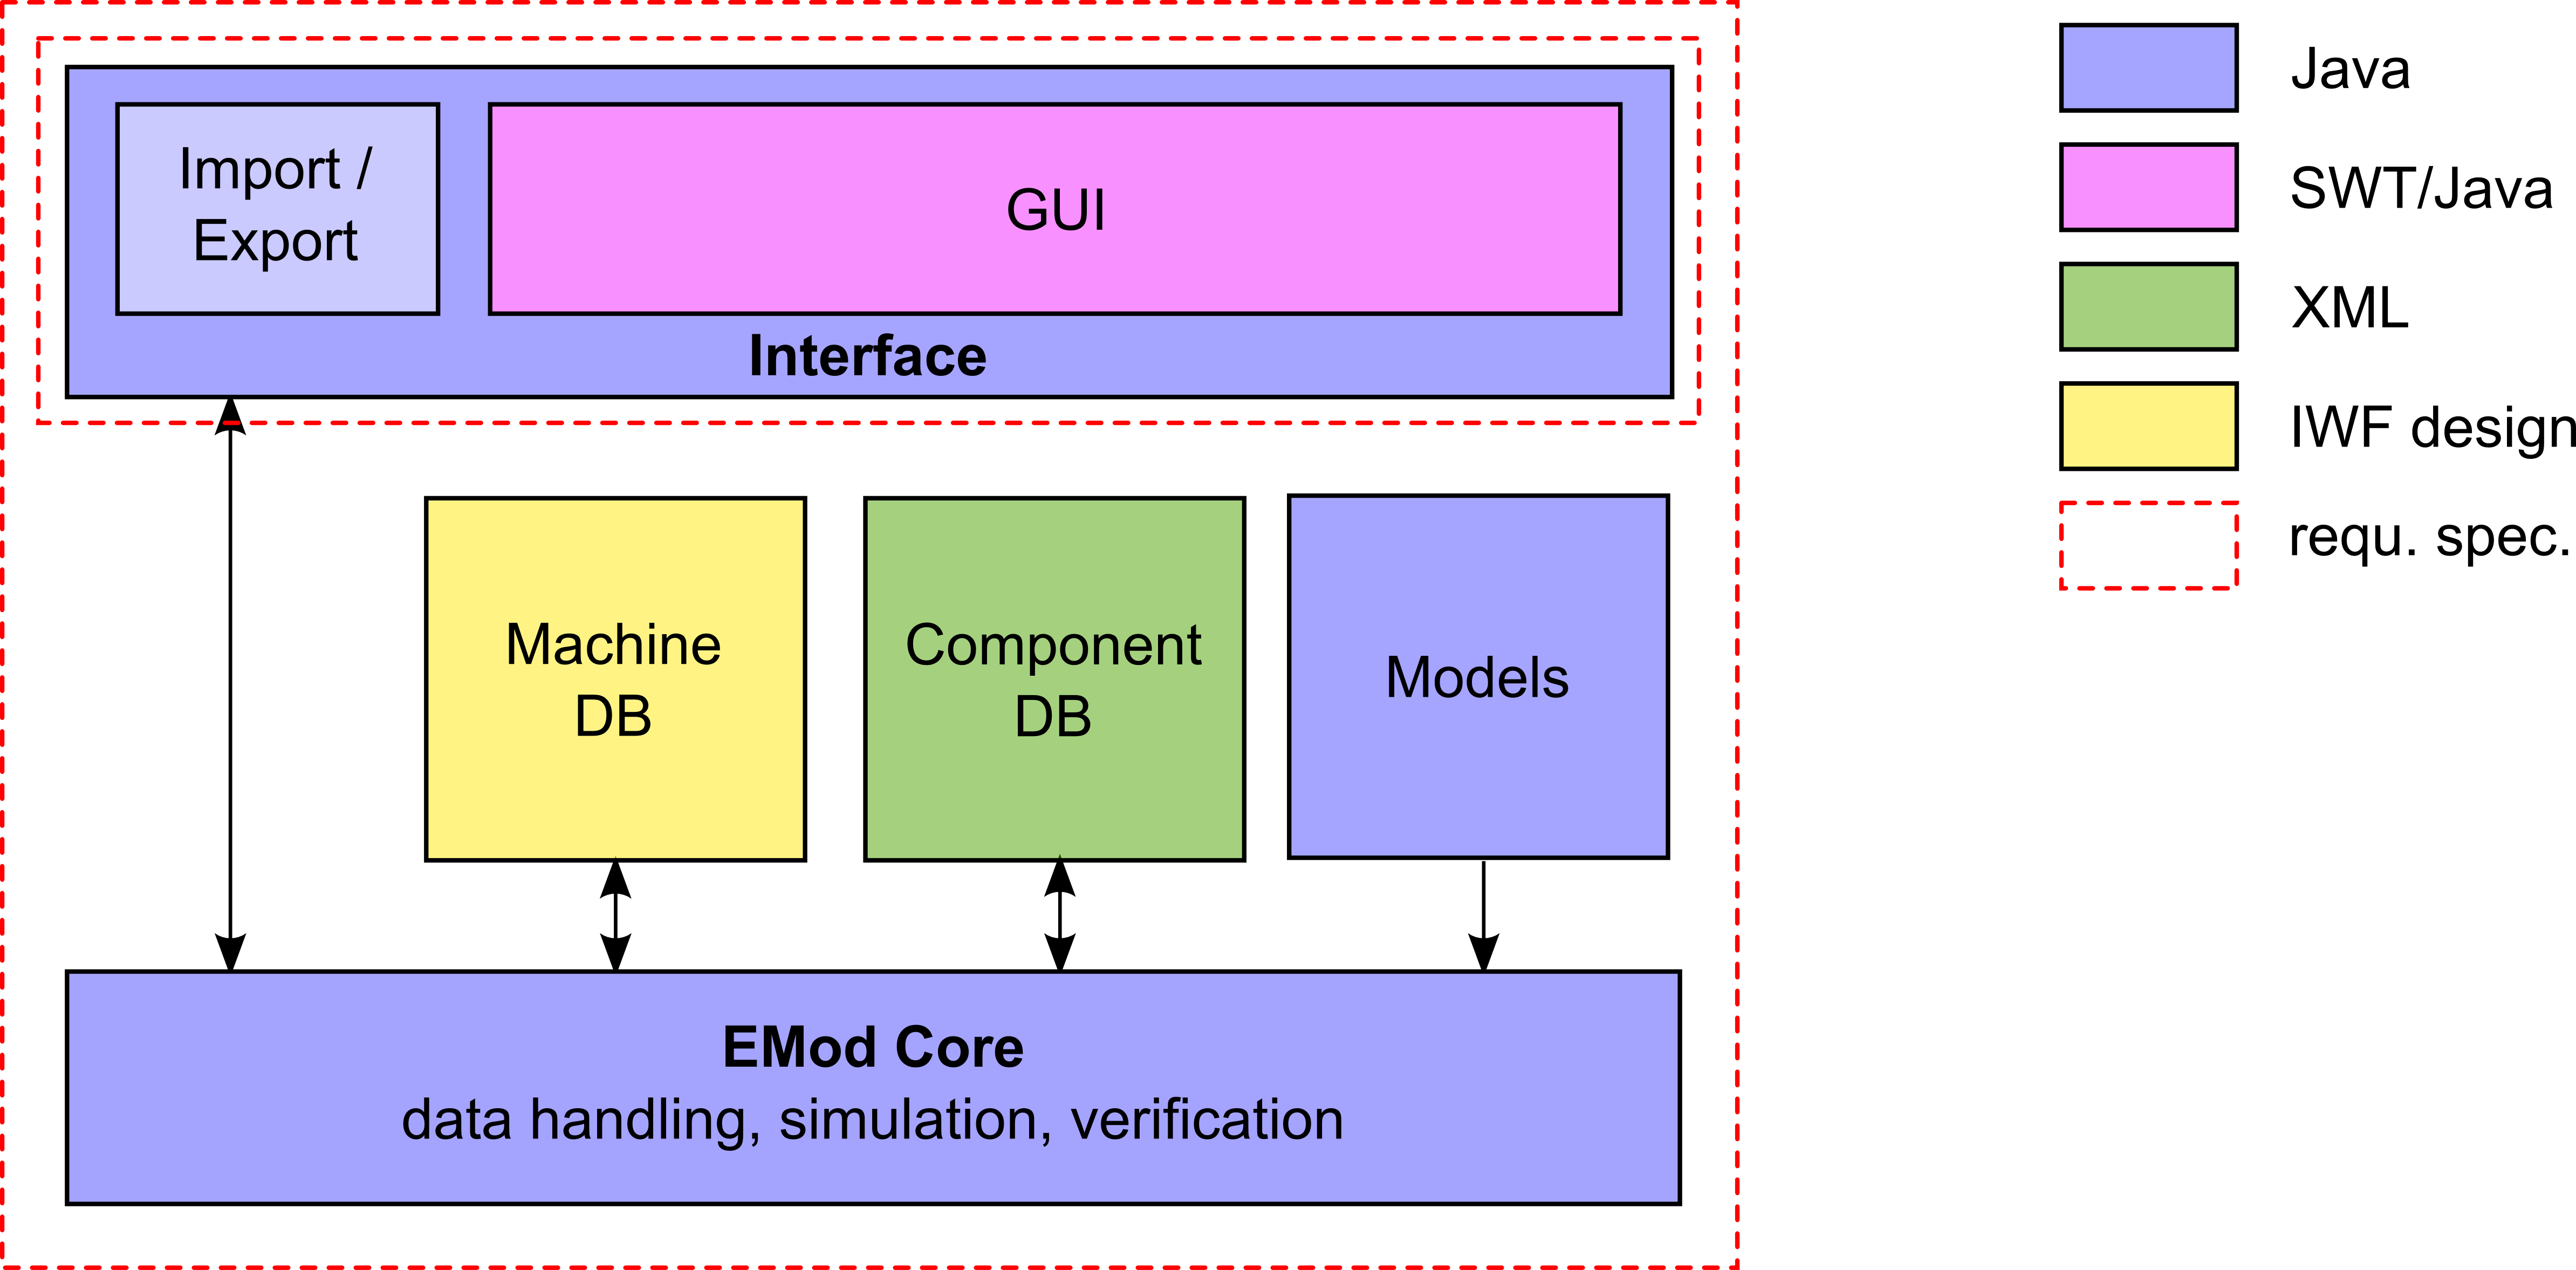 Import /
Export
GUI
Interface
Machine
DB
Component
DB
Models
EMod Core
data handling, simulation, verification
Java
SWT/Java
XML
IWF design
requ. spec.